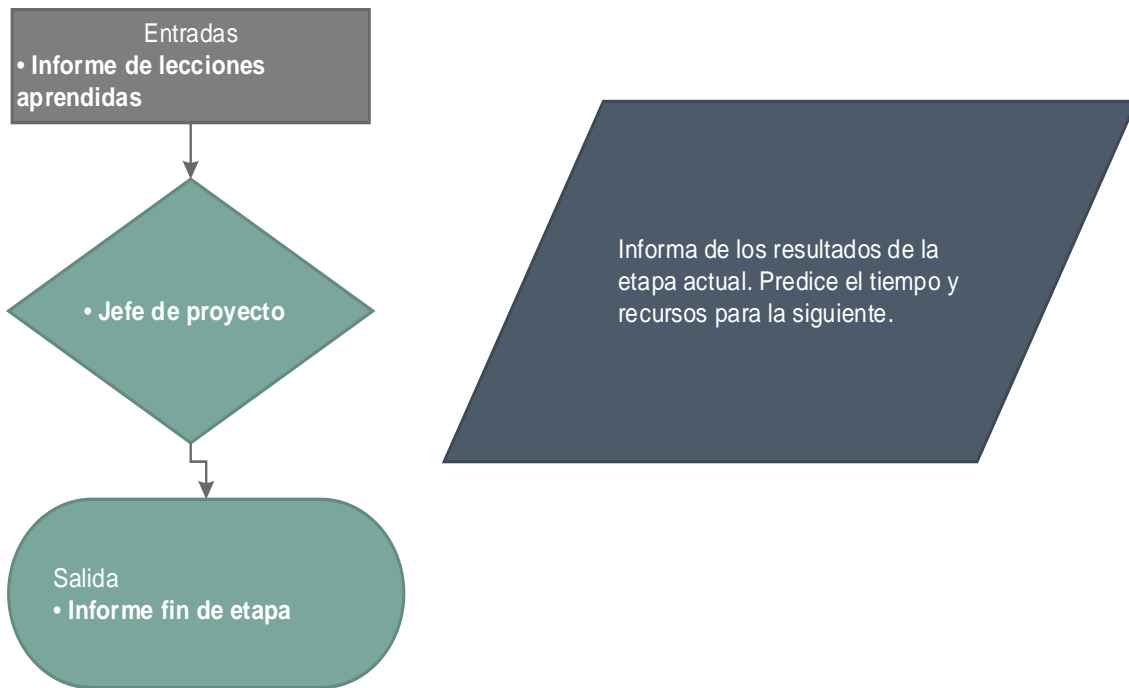 Entradas
• Informe de lecciones
aprendidas
• Jefe de proyecto
Salida
• Informe fin de etapa
Informa de los resultados de la
etapa actual. Predice el tiempo y
recursos para la siguiente.